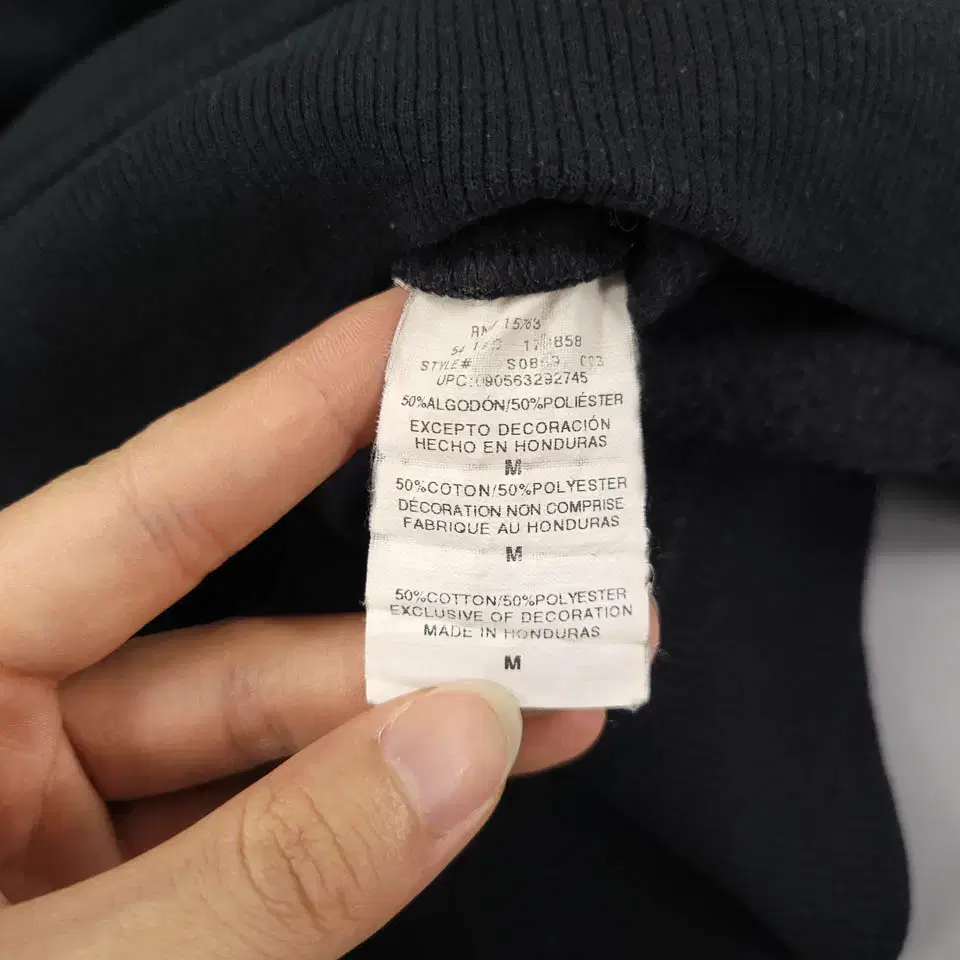 STYLE#
50%ALGODÓN/50%POLIÉSTER
EXCEPTO DECORACIÓN
HECHO EN HONDURAS
M
50%COTON/50%POLYESTER
DÉCORATION NON COMPRISE
FABRIQUE AU HONDURAS
M
50%COTTON/50%POLYESTER
EXCLUSIVE OF DECORATION
MADE IN HONDURAS
M